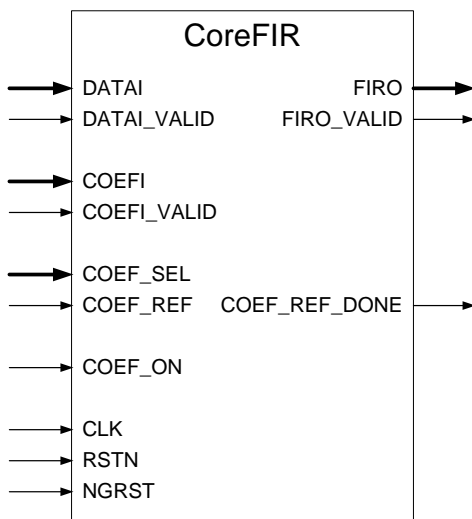 CoreFIR
DATAI FIRO
DATAI_VALID FIRO_VALID
COEFI
COEFI_VALID
COEF_SEL
COEF_REF COEF_REF_DONE
COEF_ON
CLK
RSTN
NGRST